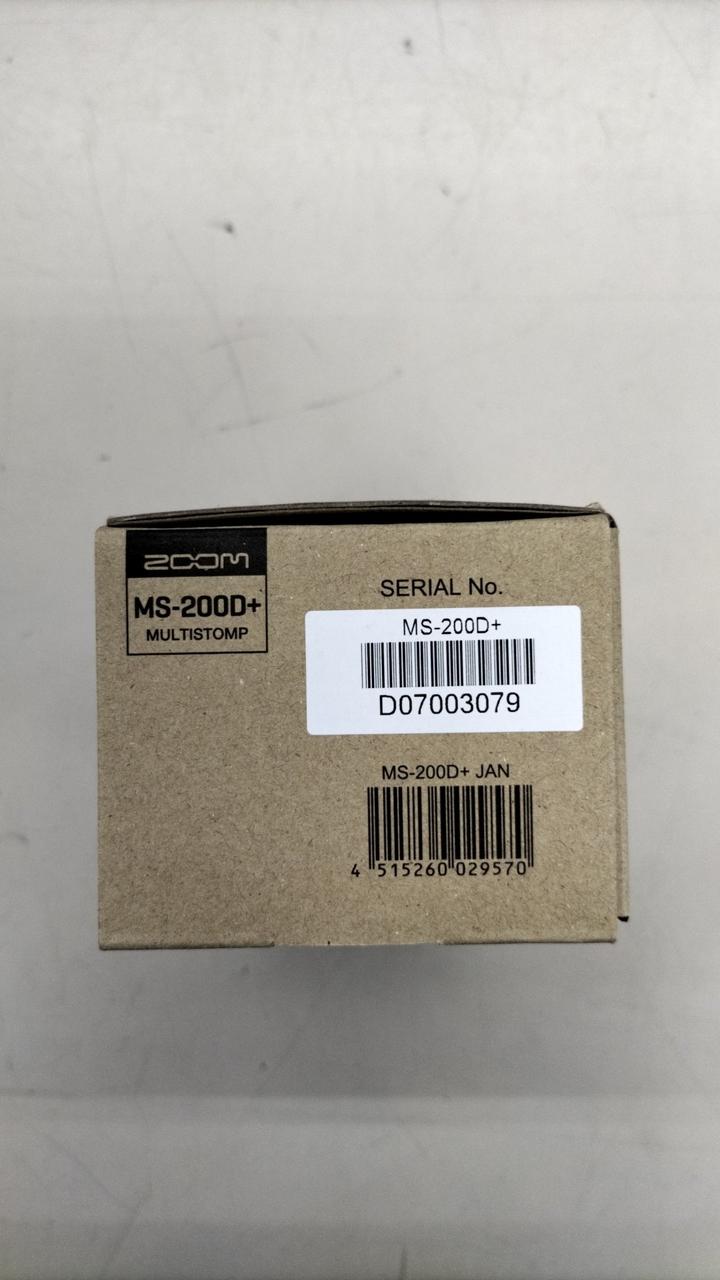 ZOOM
MS-200D+
MULTISTOMP
SERIAL No.
MS-200D+
D07003079
MS-200D+ JAN
4 515260 029570